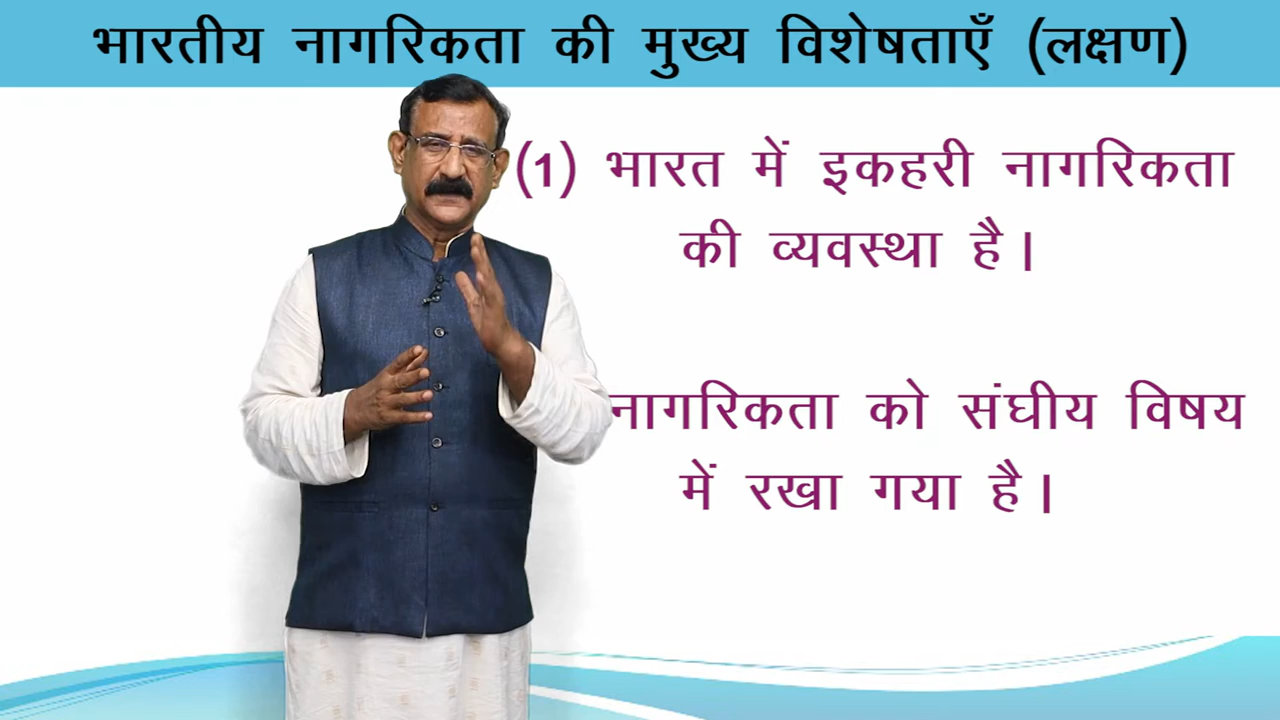 भारतीय नागरिकता की मुख्य विशेषताएँ (लक्षण)
(1) भारत में इकहरी नागरिकता
की व्यवस्था है।
नागरिकता को संघीय विषय
में रखा गया है।